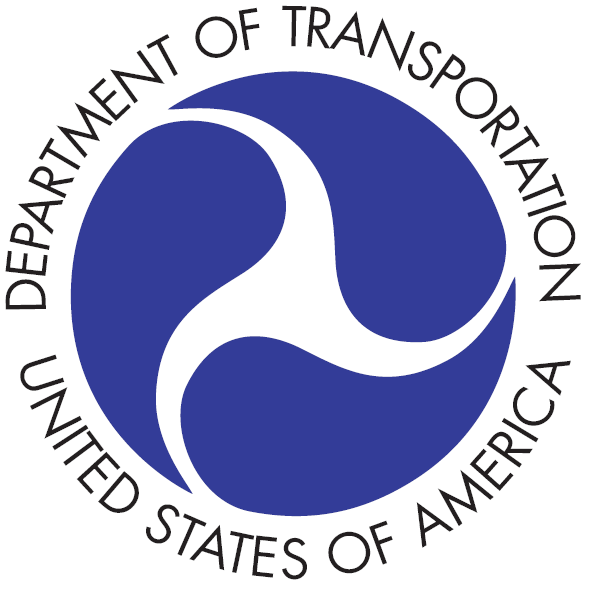 DEPARTMENT OF TRANSPORTATION
UNITED STATES OF AMERICA